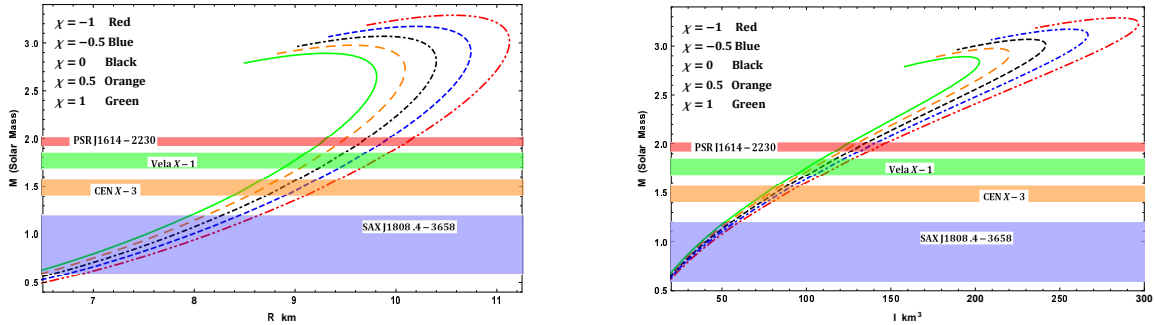 χ = −1 Red
χ = −0.5 Blue
χ = 0 Black
χ = 0.5 Orange
χ = 1 Green
PSR J1614−2230
Vela X−1
CEN X−3
SAX J1808.4−3658
M (Solar Mass)
3.0
2.5
2.0
1.5
1.0
0.5
7 8 9 10 11
R km
χ = −1 Red
χ = −0.5 Blue
χ = 0 Black
χ = 0.5 Orange
χ = 1 Green
PSR J1614−2230
Vela X−1
CEN X−3
SAX J1808.4−3658
M (Solar Mass)
3.0
2.5
2.0
1.5
1.0
0.5
50 100 150 200 250 300
I km³